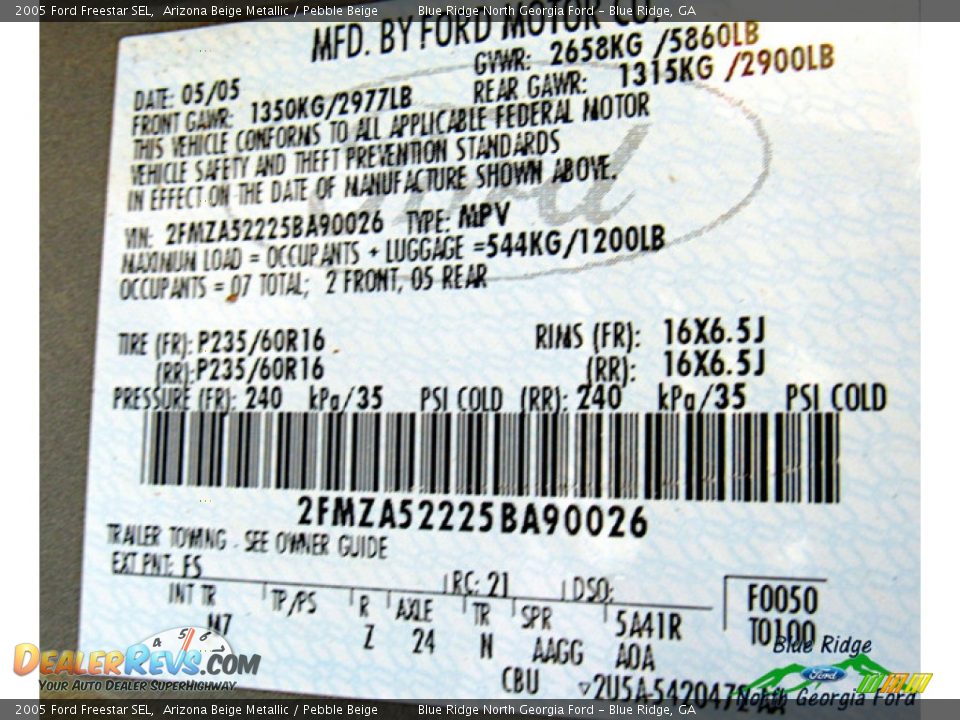 2005 Ford Freestar SEL, Arizona Beige Metallic / Pebble Beige Blue Ridge North Georgia Ford – Blue Ridge, GA
MFD. BY FORD MOTOR CO.
DATE: 05/05 GVWR: 2658KG /5860LB
FRONT GAWR: 1350KG/2977LB REAR GAWR: 1315KG /2900LB
THIS VEHICLE CONFORMS TO ALL APPLICABLE FEDERAL MOTOR
VEHICLE SAFETY AND THEFT PREVENTION STANDARDS
IN EFFECT ON THE DATE OF MANUFACTURE SHOWN ABOVE.
VIN: 2FMZA52225BA90026 TYPE: MPV
MAXIMUM LOAD = OCCUPANTS + LUGGAGE =544KG/1200LB
OCCUPANTS = 07 TOTAL; 2 FRONT, 05 REAR
TIRE (FR): P235/60R16 RIMS (FR): 16X6.5J
(RR): P235/60R16 (RR): 16X6.5J
PRESSURE (FR): 240 kPa/35 PSI COLD (RR): 240 kPa/35 PSI COLD
2FMZA52225BA90026
TRAILER TOWING - SEE OWNER GUIDE
EXT PNT: FS RC: 21 DSO:
INT TR TP/PS R AXLE TR SPR 5A41R F0050
M7 Z 24 N AAGG A0A T0100
CBU ▽2U5A-5420472-AA
Ford
Blue Ridge
Ford
North Georgia Ford
DealerRevs.com
Your Auto Dealer SuperHighway
4 5 6
2005 Ford Freestar SEL, Arizona Beige Metallic / Pebble Beige Blue Ridge North Georgia Ford – Blue Ridge, GA